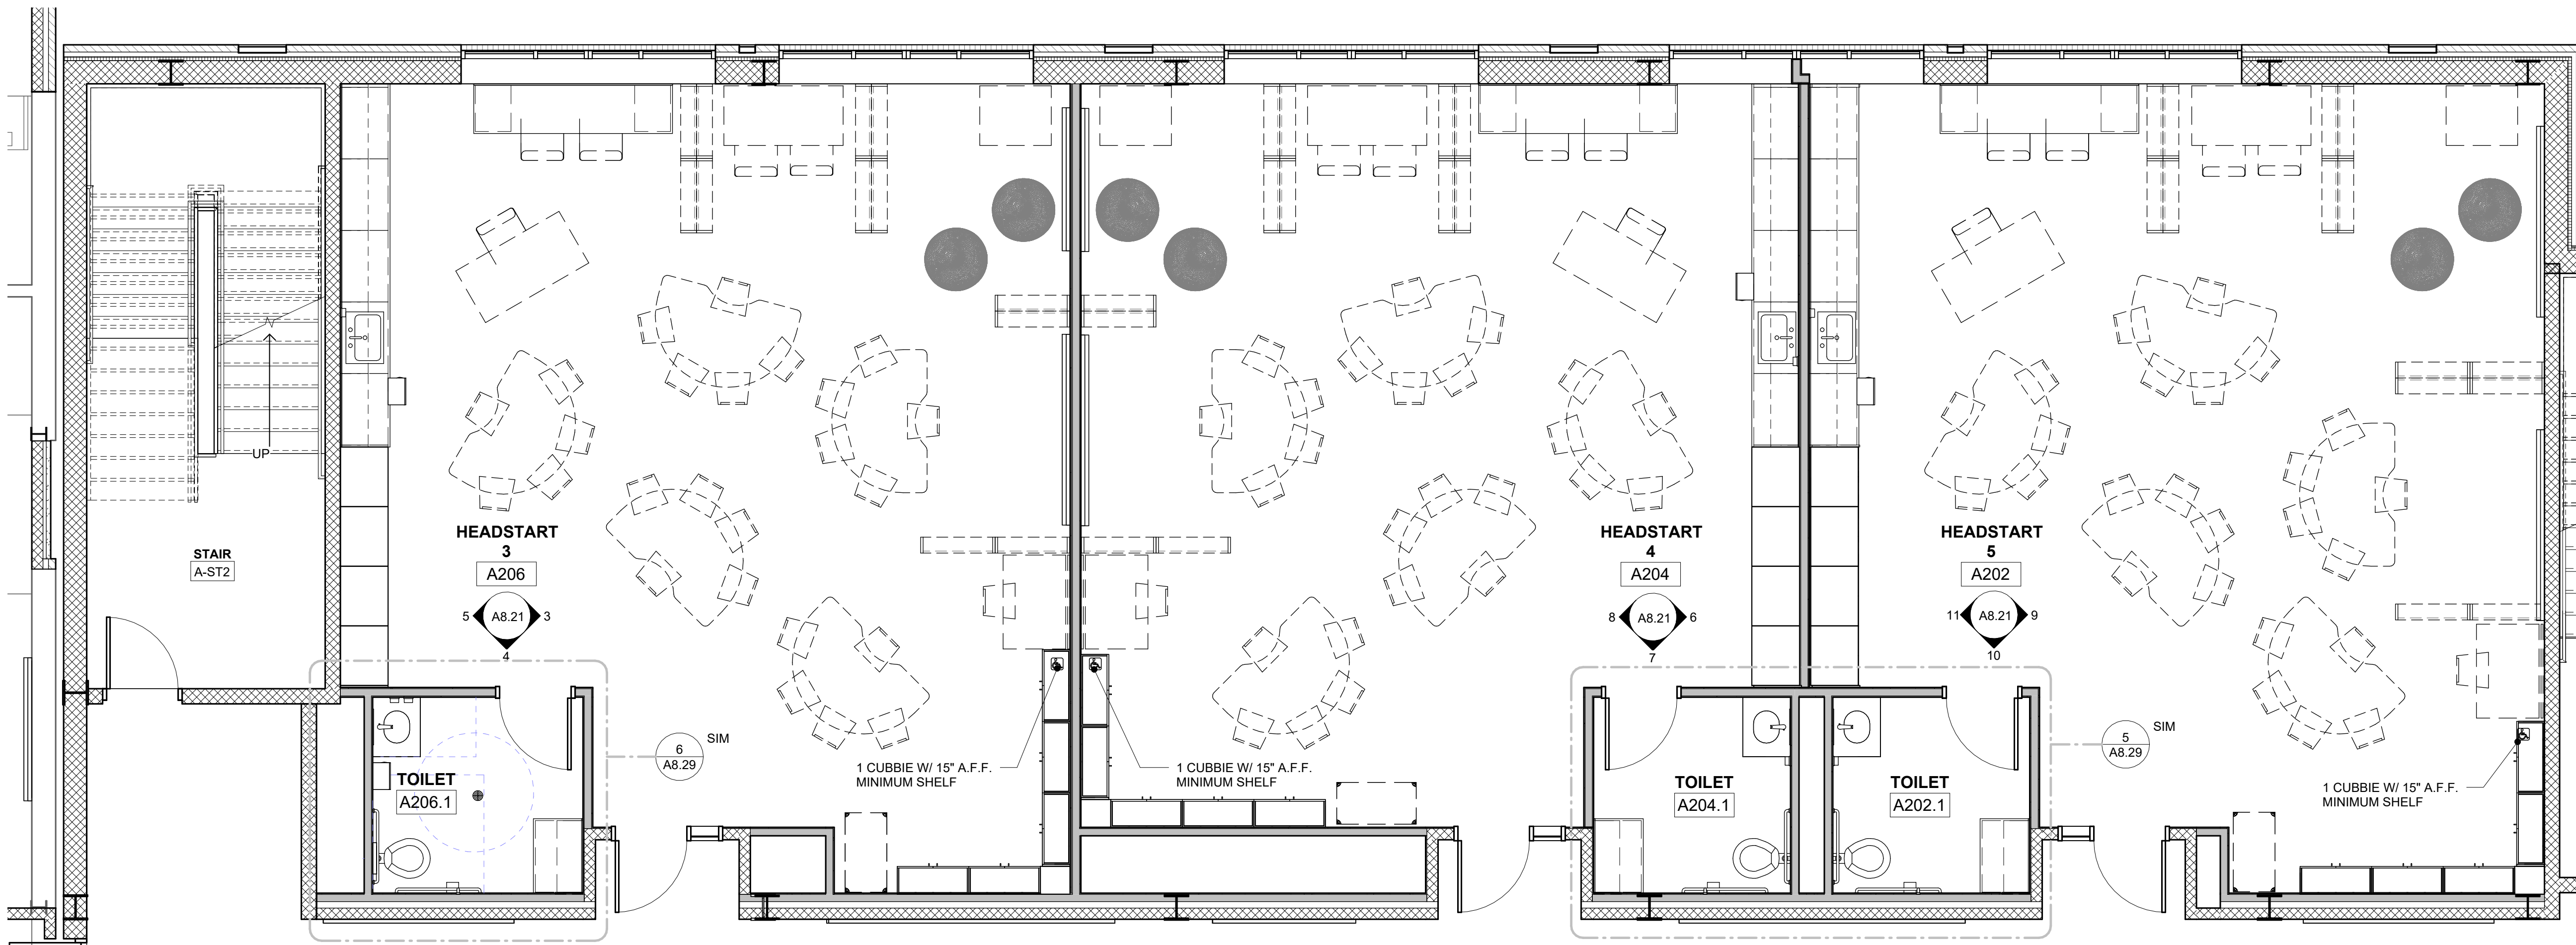 UP
STAIR
A-ST2
HEADSTART
3
A206
5
A8.21
3
4
TOILET
A206.1
6
A8.29
SIM
1 CUBBIE W/ 15" A.F.F.
MINIMUM SHELF
1 CUBBIE W/ 15" A.F.F.
MINIMUM SHELF
HEADSTART
4
A204
8
A8.21
6
7
TOILET
A204.1
HEADSTART
5
A202
11
A8.21
9
10
TOILET
A202.1
5
A8.29
SIM
1 CUBBIE W/ 15" A.F.F.
MINIMUM SHELF